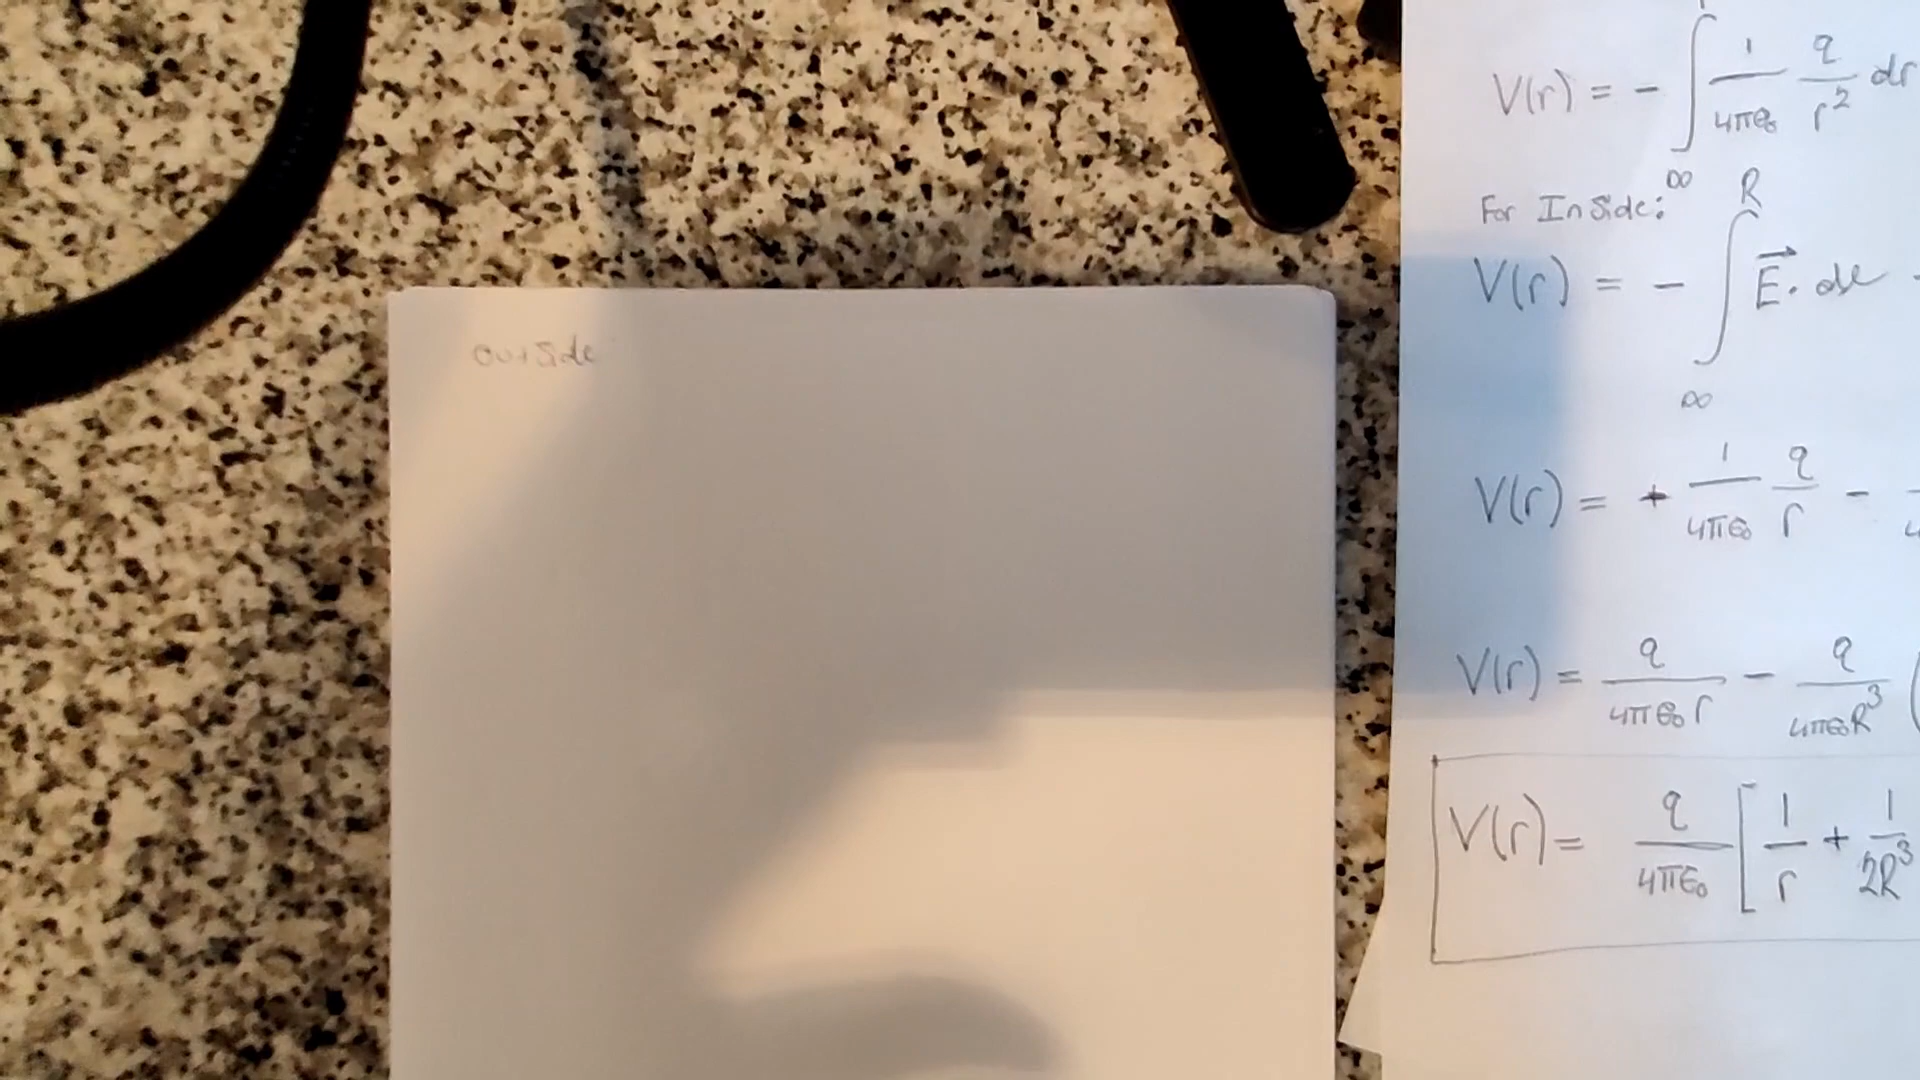 outside
V(r) = - ∫ 1/4πϵ₀ q/r² dr
∞
For Inside:
R
V(r) = - ∫ E⃗. dl -
∞
V(r) = + 1/4πϵ₀ q/r -
V(r) = q/4πϵ₀r - q/4πϵ₀R³ (
V(r) = q/4πϵ₀ [ 1/r + 1/2R³